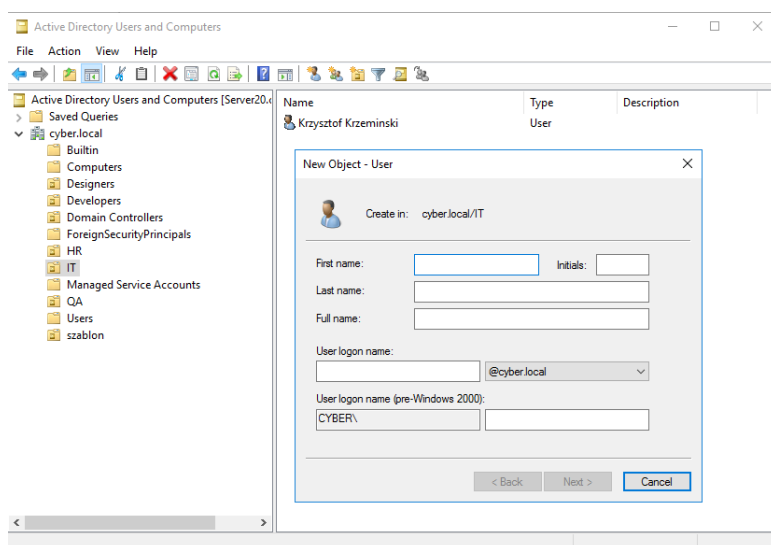 Active Directory Users and Computers
File Action View Help
Active Directory Users and Computers [Server20.c
Saved Queries
cyber.local
Builtin
Computers
Designers
Developers
Domain Controllers
ForeignSecurityPrincipals
HR
IT
Managed Service Accounts
QA
Users
szablon
Name Type Description
Krzysztof Krzeminski User
New Object - User
Create in: cyber.local/IT
First name: Initials:
Last name:
Full name:
User logon name:
@cyber.local
User logon name (pre-Windows 2000):
CYBER\
< Back Next > Cancel